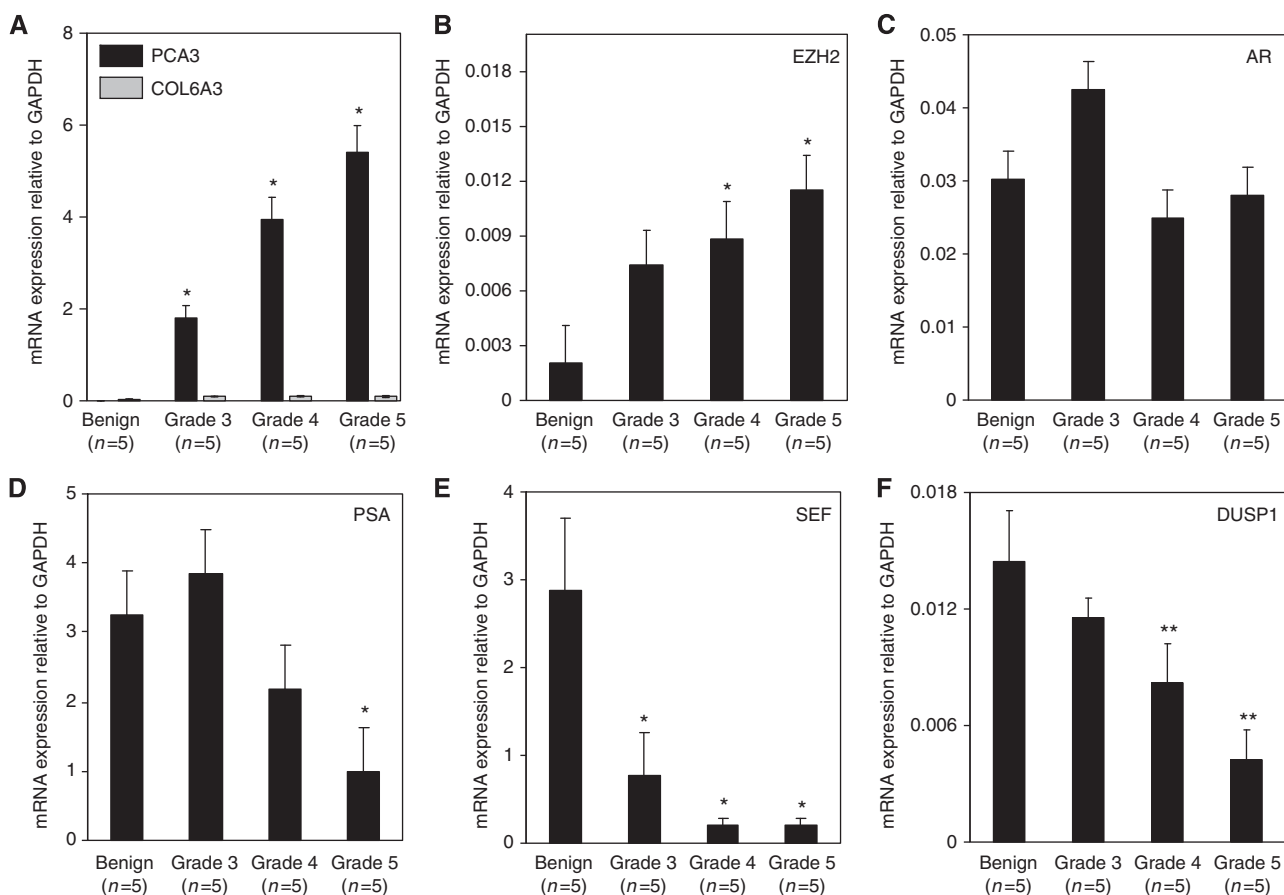 A
mRNA expression relative to GAPDH
8
6
4
2
0
PCA3
COL6A3
*
*
*
Benign Grade 3 Grade 4 Grade 5
(n=5) (n=5) (n=5) (n=5)
B
mRNA expression relative to GAPDH
EZH2
0.018
0.015
0.012
0.009
0.006
0.003
0
*
*
Benign Grade 3 Grade 4 Grade 5
(n=5) (n=5) (n=5) (n=5)
C
mRNA expression relative to GAPDH
AR
0.05
0.04
0.03
0.02
0.01
0
Benign Grade 3 Grade 4 Grade 5
(n=5) (n=5) (n=5) (n=5)
D
mRNA expression relative to GAPDH
PSA
5
4
3
2
1
0
*
Benign Grade 3 Grade 4 Grade 5
(n=5) (n=5) (n=5) (n=5)
E
mRNA expression relative to GAPDH
SEF
4
3
2
1
0
*
*
*
Benign Grade 3 Grade 4 Grade 5
(n=5) (n=5) (n=5) (n=5)
F
mRNA expression relative to GAPDH
DUSP1
0.018
0.012
0.006
0
**
**
Benign Grade 3 Grade 4 Grade 5
(n=5) (n=5) (n=5) (n=5)